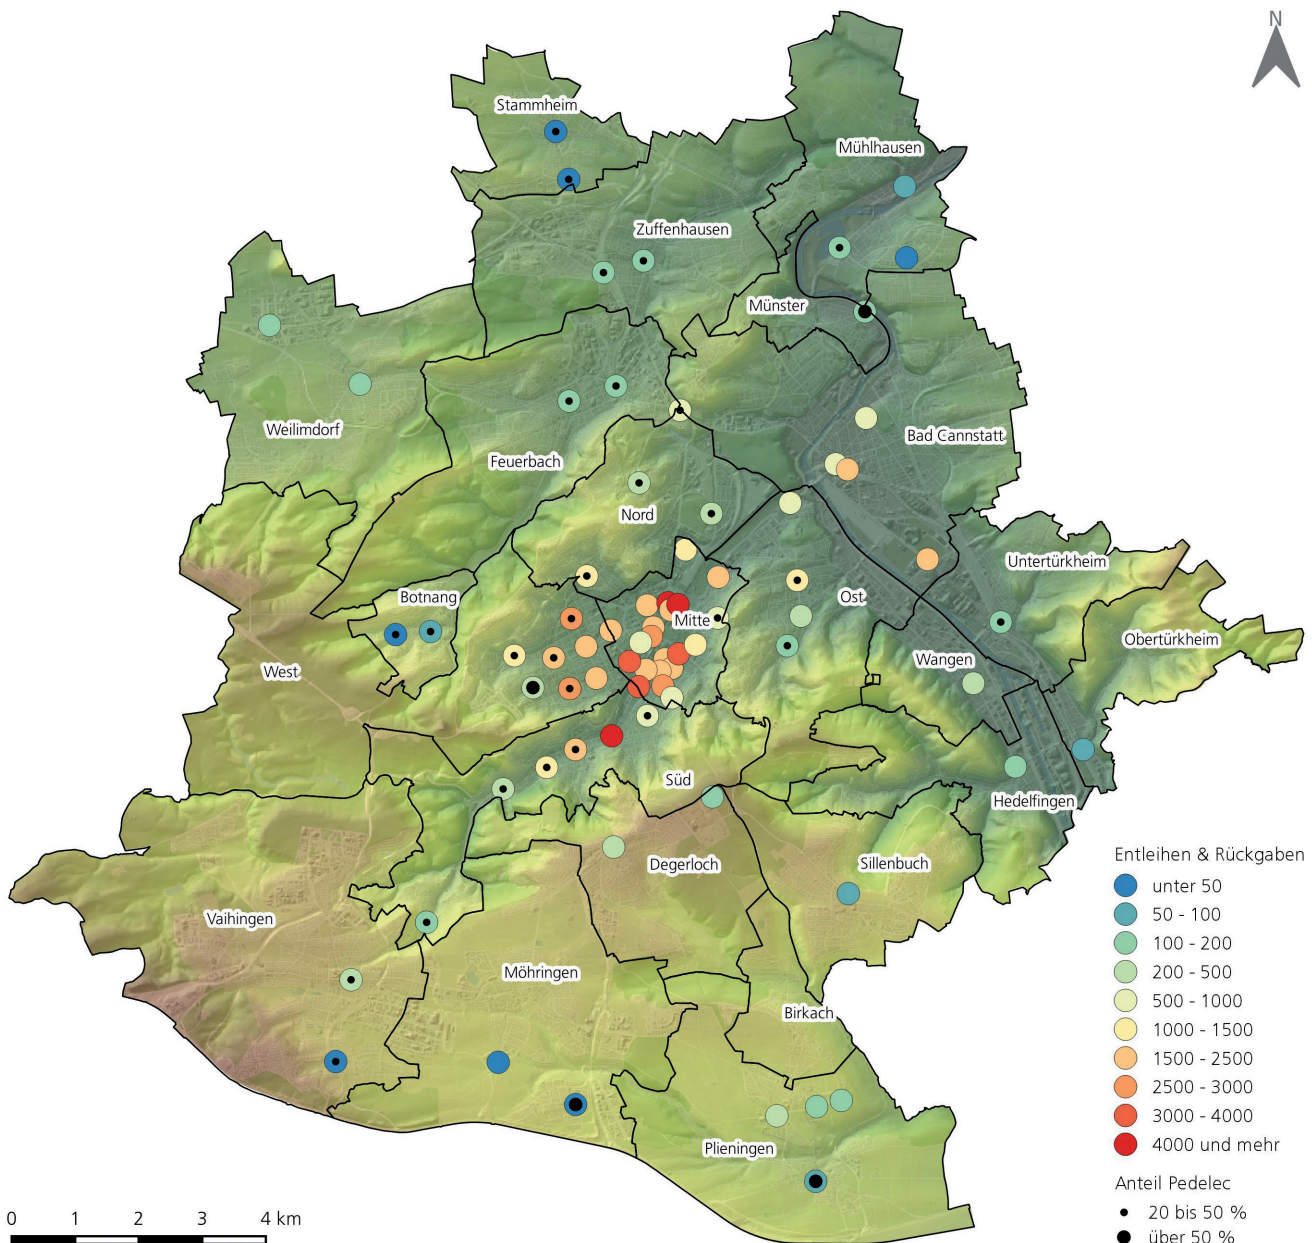 N
Stammheim
Mühlhausen
Zuffenhausen
Münster
Weilimdorf
Bad Cannstatt
Feuerbach
Nord
Untertürkheim
Botnang
Ost
Mitte
Obertürkheim
Wangen
West
Süd
Hedelfingen
Degerloch
Sillenbuch
Vaihingen
Möhringen
Birkach
Plieningen
Entleihen & Rückgaben
unter 50
50 - 100
100 - 200
200 - 500
500 - 1000
1000 - 1500
1500 - 2500
2500 - 3000
3000 - 4000
4000 und mehr
Anteil Pedelec
20 bis 50 %
über 50 %
0 1 2 3 4 km